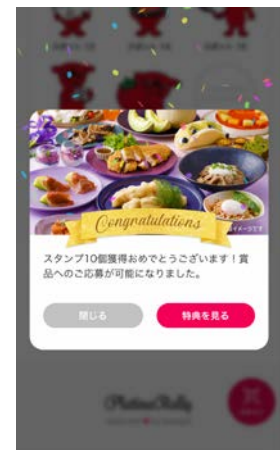 Congratulations
スタンプ10個獲得おめでとうございます！賞
品へのご応募が可能になりました。
閉じる
特典を見る